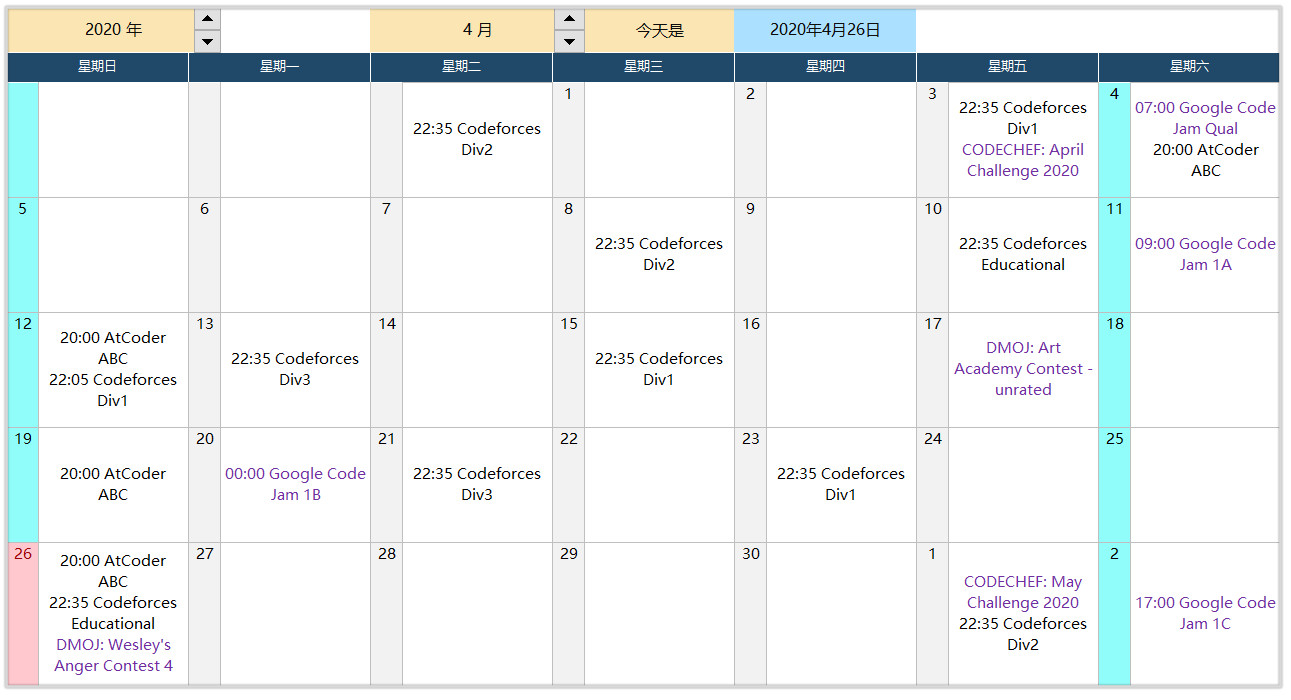 2020 年
4 月
今天是
2020年4月26日
星期日
星期一
星期二
星期三
星期四
星期五
星期六
22:35 Codeforces
Div2
1
2
3
22:35 Codeforces
Div1
CODECHEF: April
Challenge 2020
4
07:00 Google Code
Jam Qual
20:00 AtCoder
ABC
5
6
7
8
22:35 Codeforces
Div2
9
10
22:35 Codeforces
Educational
11
09:00 Google Code
Jam 1A
12
20:00 AtCoder
ABC
22:05 Codeforces
Div1
13
22:35 Codeforces
Div3
14
15
22:35 Codeforces
Div1
16
17
DMOJ: Art
Academy Contest -
unrated
18
19
20:00 AtCoder
ABC
20
00:00 Google Code
Jam 1B
21
22:35 Codeforces
Div3
22
23
22:35 Codeforces
Div1
24
25
26
20:00 AtCoder
ABC
22:35 Codeforces
Educational
DMOJ: Wesley's
Anger Contest 4
27
28
29
30
1
CODECHEF: May
Challenge 2020
22:35 Codeforces
Div2
2
17:00 Google Code
Jam 1C